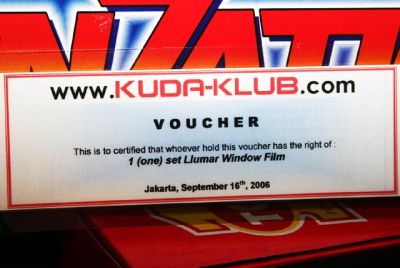 www.KUDA-KLUB.com
VOUCHER
This is to certified that whoever hold this voucher has the right of :
1 (one) set Llumar Window Film
Jakarta, September 16th, 2006